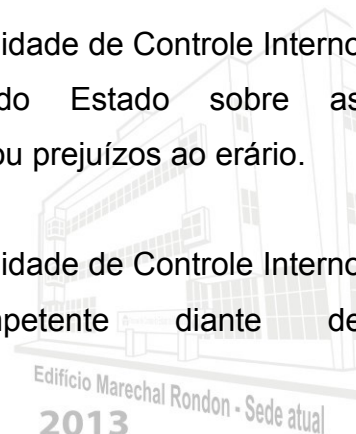 idade de Controle Interno
do Estado sobre as
ou prejuízos ao erário.
idade de Controle Interno
petente diante de
Edifício Marechal Rondon - Sede atual
2013